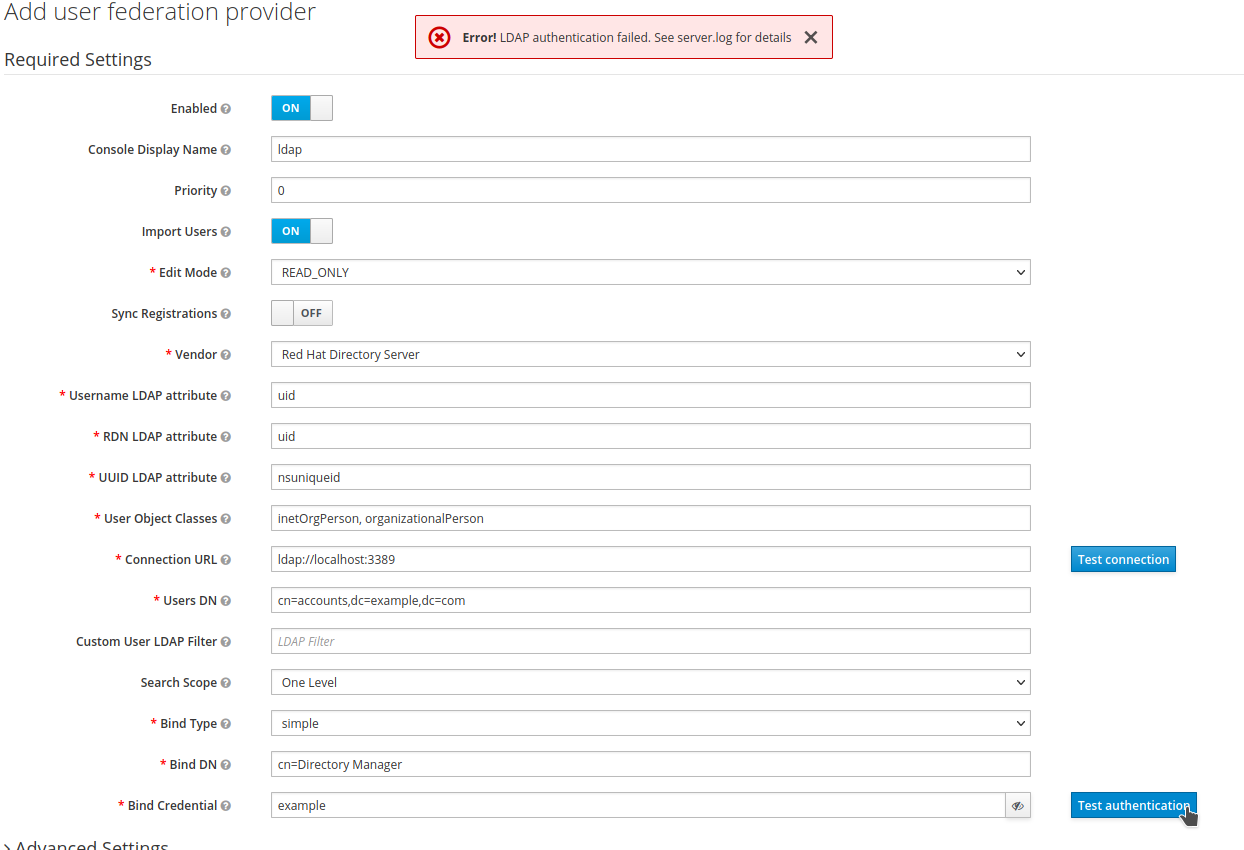 Add user federation provider
Error! LDAP authentication failed. See server.log for details
Required Settings
Enabled
ON
Console Display Name
ldap
Priority
0
Import Users
ON
* Edit Mode
READ_ONLY
Sync Registrations
OFF
* Vendor
Red Hat Directory Server
* Username LDAP attribute
uid
* RDN LDAP attribute
uid
* UUID LDAP attribute
nsuniqueid
* User Object Classes
inetOrgPerson, organizationalPerson
* Connection URL
ldap://localhost:3389
Test connection
* Users DN
cn=accounts,dc=example,dc=com
Custom User LDAP Filter
LDAP Filter
Search Scope
One Level
* Bind Type
simple
* Bind DN
cn=Directory Manager
* Bind Credential
example
Test authentication
Advanced Settings